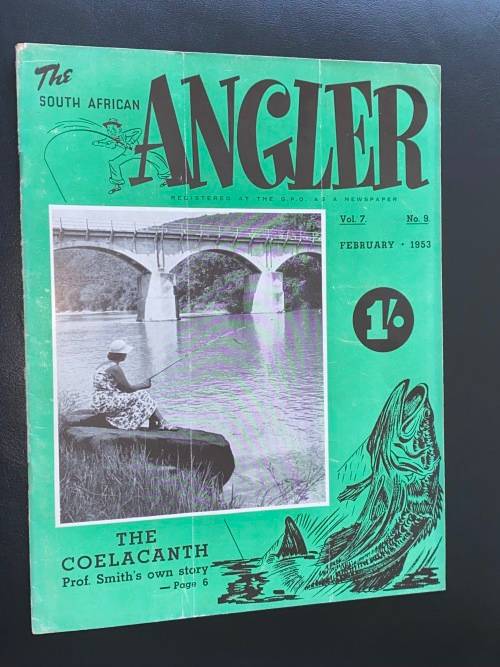 The
SOUTH AFRICAN
ANGLER
REGISTERED AT THE G.P.O. AS A NEWSPAPER
Vol. 7. No. 9.
FEBRUARY · 1953
1/-
THE
COELACANTH
Prof. Smith's own story
— Page 6